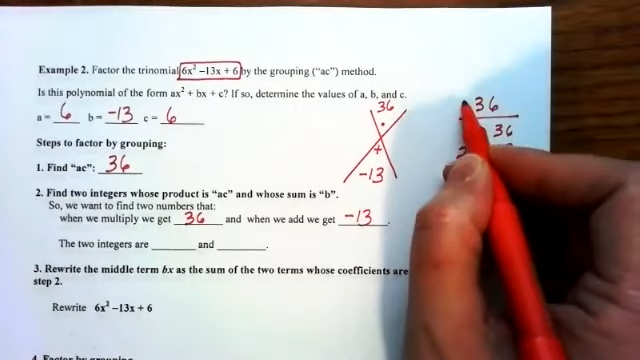 Example 2. Factor the trinomial 6x² −13x + 6 by the grouping ("ac") method.
Is this polynomial of the form ax² + bx + c? If so, determine the values of a, b, and c.
a = 6 b = −13 c = 6
Steps to factor by grouping:
1. Find "ac": 36
2. Find two integers whose product is "ac" and whose sum is "b".
So, we want to find two numbers that:
when we multiply we get 36 and when we add we get −13.
The two integers are ______ and ______.
3. Rewrite the middle term bx as the sum of the two terms whose coefficients are
step 2.
Rewrite 6x² −13x + 6
36
·
+
−13
36
36